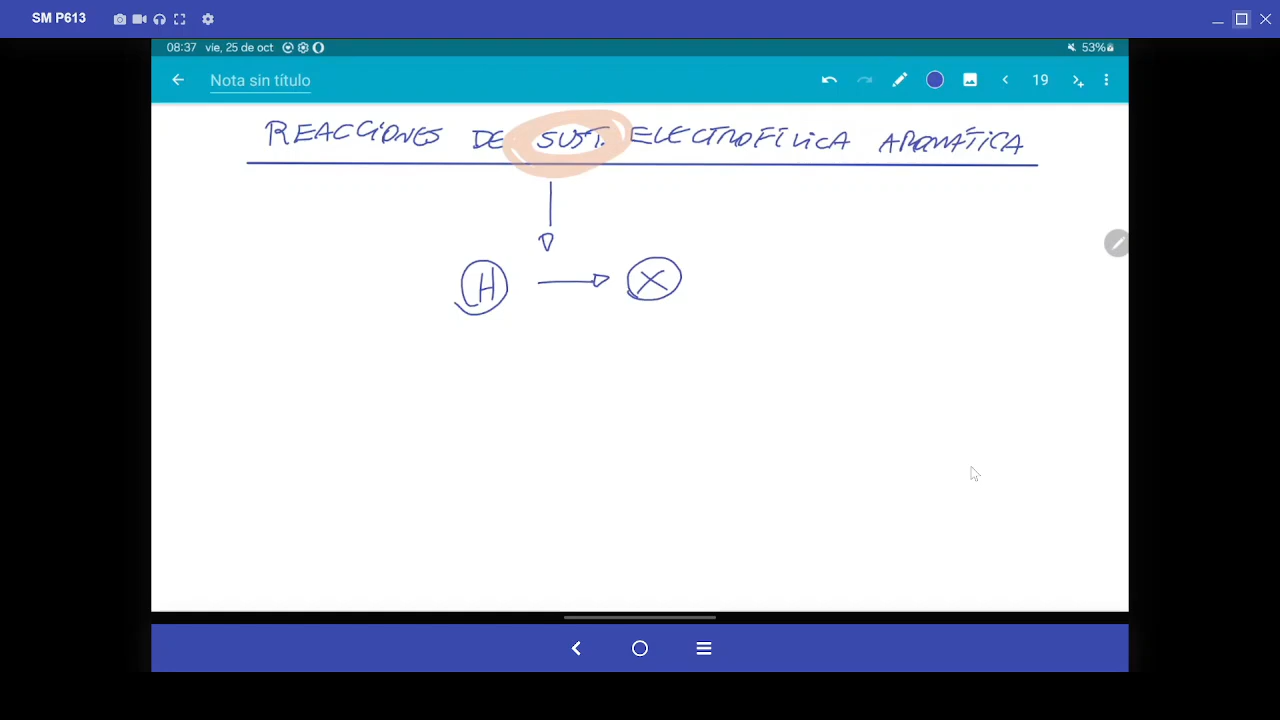 SM P613
08:37 vie, 25 de oct 53%
Nota sin título 19
REACCIONES DE SUST. ELECTROFÍLICA AROMÁTICA
H → X